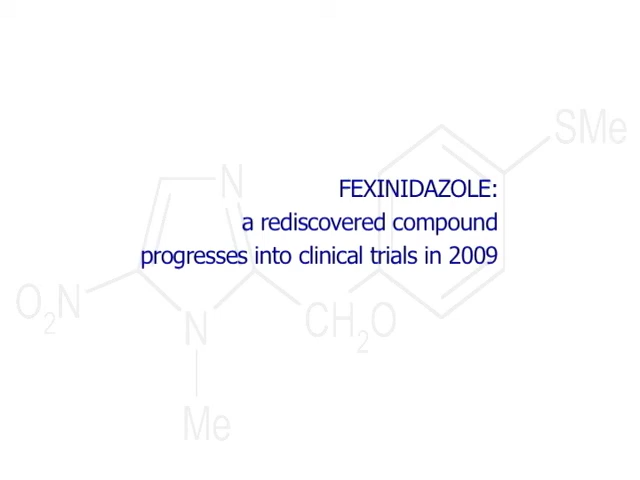 SMe
N
FEXINIDAZOLE:
a rediscovered compound
progresses into clinical trials in 2009
O₂N
N
CH₂O
Me